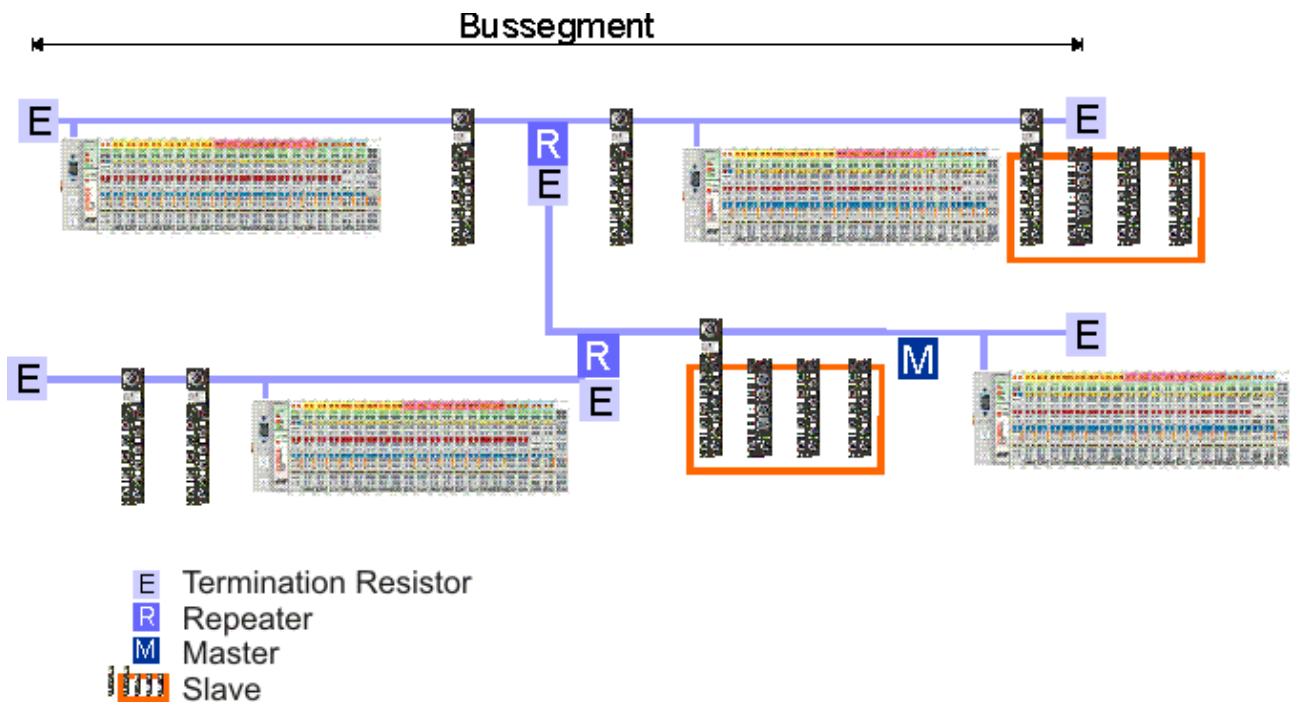 Bussegment
E
E
R
E
E
R
M
E
E
E Termination Resistor
R Repeater
M Master
Slave